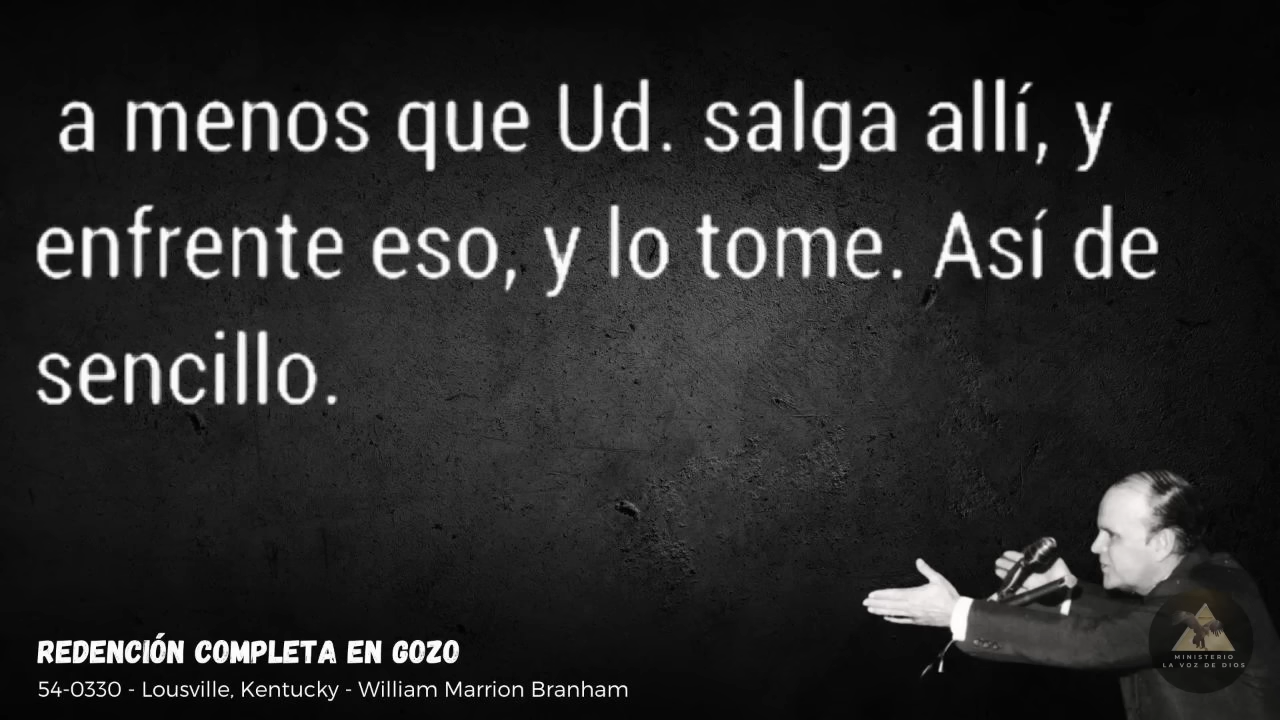 a menos que Ud. salga allí, y
enfrente eso, y lo tome. Así de
sencillo.
REDENCIÓN COMPLETA EN GOZO
54-0330 - Lousville, Kentucky - William Marrion Branham
MINISTERIO
LA VOZ DE DIOS